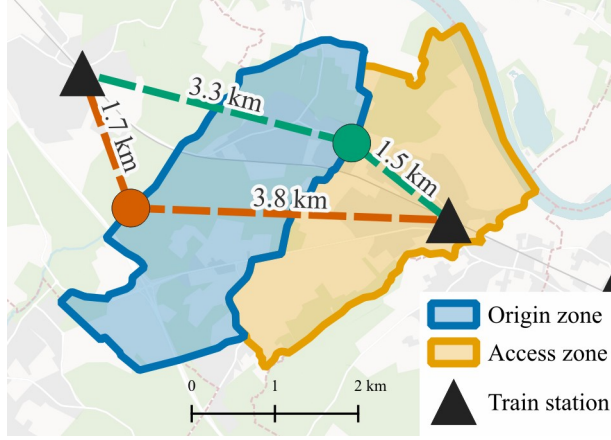 3.3 km
1.7 km
1.5 km
3.8 km
Origin zone
Access zone
Train station
0 1 2 km